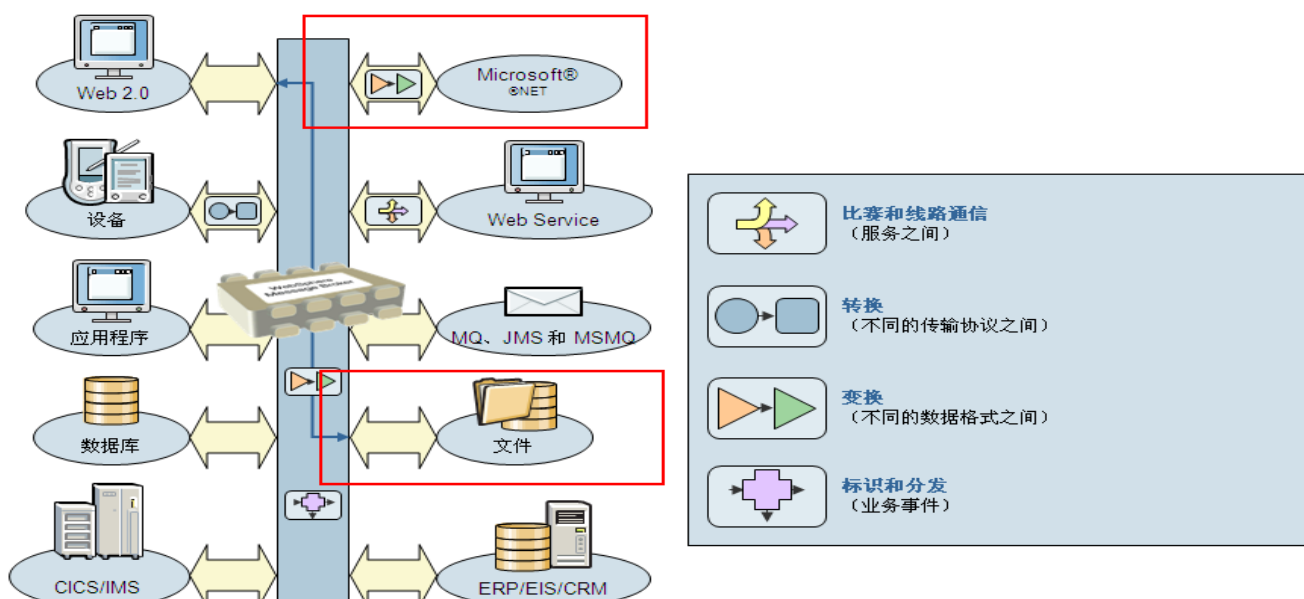 Web 2.0
Microsoft®
®NET
设备
Web Service
WebSphere
Message Broker
应用程序
MQ、JMS 和 MSMQ
数据库
文件
CICS/IMS
ERP/EIS/CRM
比赛和线路通信
（服务之间）
转换
（不同的传输协议之间）
变换
（不同的数据格式之间）
标识和分发
（业务事件）